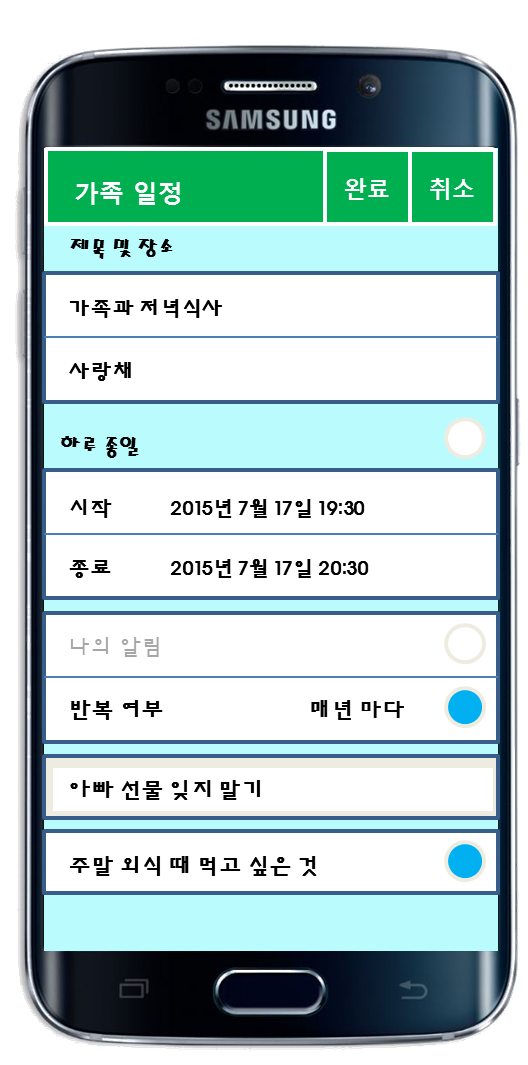 SAMSUNG
가족 일정 완료 취소
제목 및 장소
가족과 저녁식사
사랑채
하루 종일
시작 2015년 7월 17일 19:30
종료 2015년 7월 17일 20:30
나의 알림
반복 여부 매년 마다
아빠 선물 잊지 말기
주말 외식 때 먹고 싶은 것